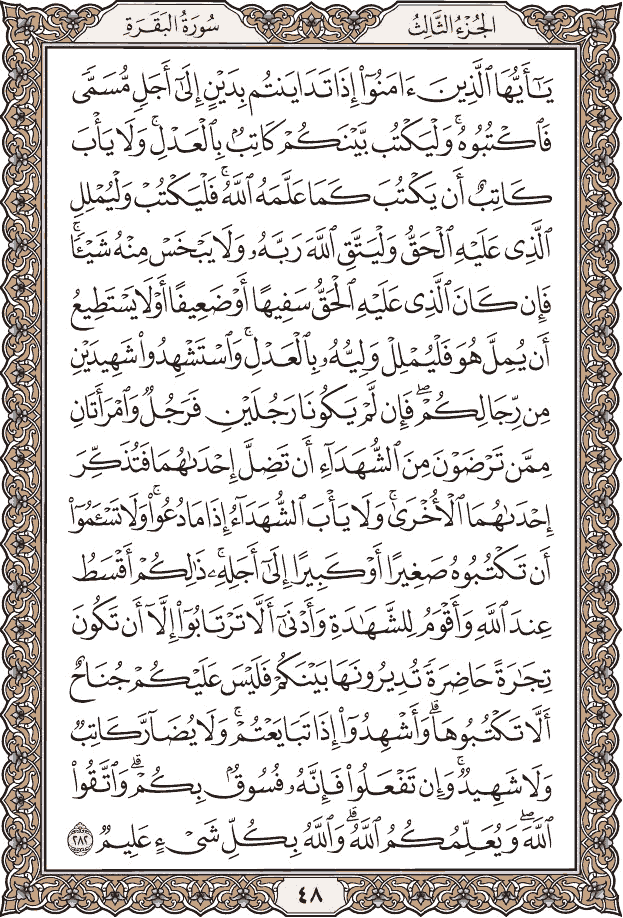 الجُزْءُ الثَّالِثُ
سُورَةُ البَقَرَةِ
يَٰٓأَيُّهَا ٱلَّذِينَ ءَامَنُوٓا۟ إِذَا تَدَايَنتُم بِدَيْنٍ إِلَىٰٓ أَجَلٍ مُّسَمًّى
فَٱكْتُبُوهُ ۚ وَلْيَكْتُب بَّيْنَكُمْ كَاتِبٌۢ بِٱلْعَدْلِ ۚ وَلَا يَأْبَ
كَاتِبٌ أَن يَكْتُبَ كَمَا عَلَّمَهُ ٱللَّهُ ۚ فَلْيَكْتُبْ وَلْيُمْلِلِ
ٱلَّذِى عَلَيْهِ ٱلْحَقُّ وَلْيَتَّقِ ٱللَّهَ رَبَّهُۥ وَلَا يَبْخَسْ مِنْهُ شَيْـًٔا ۚ
فَإِن كَانَ ٱلَّذِى عَلَيْهِ ٱلْحَقُّ سَفِيهًا أَوْ ضَعِيفًا أَوْ لَا يَسْتَطِيعُ
أَن يُمِلَّ هُوَ فَلْيُمْلِلْ وَلِيُّهُۥ بِٱلْعَدْلِ ۚ وَٱسْتَشْهِدُوا۟ شَهِيدَيْنِ
مِن رِّجَالِكُمْ ۖ فَإِن لَّمْ يَكُونَا رَجُلَيْنِ فَرَجُلٌ وَٱمْرَأَتَانِ
مِمَّن تَرْضَوْنَ مِنَ ٱلشُّهَدَآءِ أَن تَضِلَّ إِحْدَىٰهُمَا فَتُذَكِّرَ
إِحْدَىٰهُمَا ٱلْأُخْرَىٰ ۚ وَلَا يَأْبَ ٱلشُّهَدَآءُ إِذَا مَا دُعُوا۟ ۚ وَلَا تَسْـَٔمُوٓا۟
أَن تَكْتُبُوهُ صَغِيرًا أَوْ كَبِيرًا إِلَىٰٓ أَجَلِهِۦ ۚ ذَٰلِكُمْ أَقْسَطُ
عِندَ ٱللَّهِ وَأَقْوَمُ لِلشَّهَٰدَةِ وَأَدْنَىٰٓ أَلَّا تَرْتَابُوٓا۟ ۖ إِلَّآ أَن تَكُونَ
تِجَٰرَةً حَاضِرَةً تُدِيرُونَهَا بَيْنَكُمْ فَلَيْسَ عَلَيْكُمْ جُنَاحٌ
أَلَّا تَكْتُبُوهَا ۗ وَأَشْهِدُوٓا۟ إِذَا تَبَايَعْتُمْ ۚ وَلَا يُضَآرَّ كَاتِبٌ
وَلَا شَهِيدٌ ۚ وَإِن تَفْعَلُوا۟ فَإِنَّهُۥ فُسُوقٌۢ بِكُمْ ۗ وَٱتَّقُوا۟
ٱللَّهَ ۖ وَيُعَلِّمُكُمُ ٱللَّهُ ۗ وَٱللَّهُ بِكُلِّ شَىْءٍ عَلِيمٌ ٢٨٢
٤٨